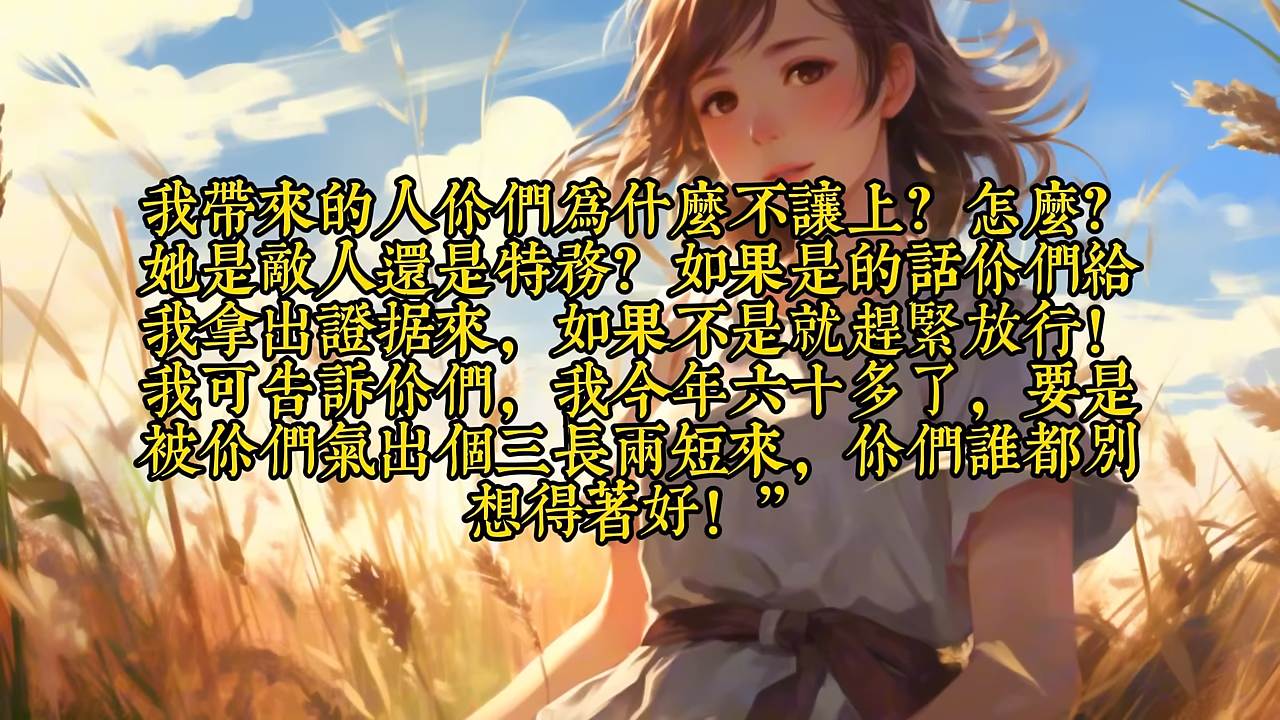 我帶來的人伱們爲什麼不讓上？怎麼？
她是敵人還是特務？如果是的話伱們給
我拿出證据來，如果不是就趕緊放行！
我可告訴伱們，我今年六十多了，要是
被伱們氣出個三長兩短來，伱們誰都別
想得著好！”